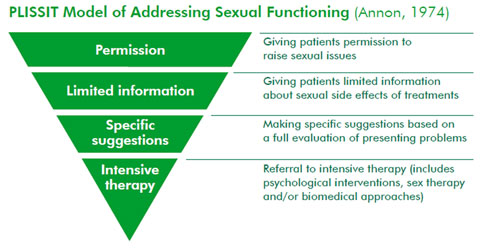 PLISSIT Model of Addressing Sexual Functioning (Annon, 1974)
Permission
Giving patients permission to
raise sexual issues
Limited information
Giving patients limited information
about sexual side effects of treatments
Specific
suggestions
Making specific suggestions based on
a full evaluation of presenting problems
Intensive
therapy
Referral to intensive therapy (includes
psychological interventions, sex therapy
and/or biomedical approaches)